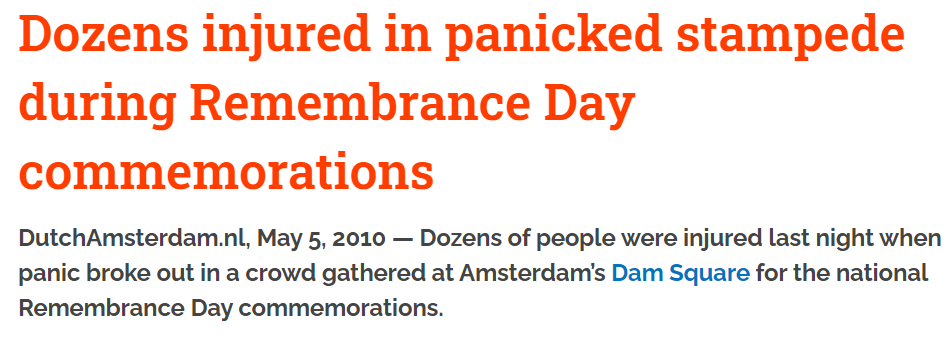 Dozens injured in panicked stampede
during Remembrance Day
commemorations
DutchAmsterdam.nl, May 5, 2010 — Dozens of people were injured last night when
panic broke out in a crowd gathered at Amsterdam’s Dam Square for the national
Remembrance Day commemorations.